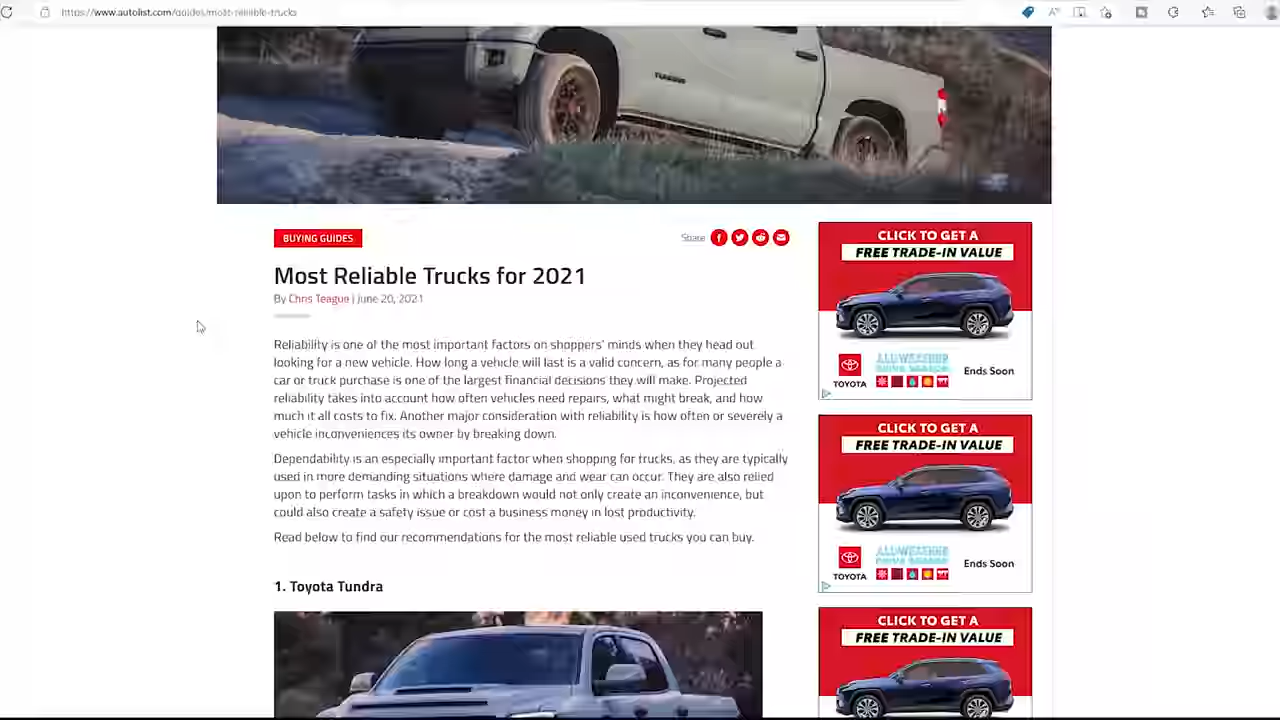 https://www.autolist.com/guides/most-reliable-trucks
TUNDRA
BUYING GUIDES
Share
Most Reliable Trucks for 2021
By Chris Teague | June 20, 2021
Reliability is one of the most important factors on shoppers' minds when they head out
looking for a new vehicle. How long a vehicle will last is a valid concern, as for many people a
car or truck purchase is one of the largest financial decisions they will make. Projected
reliability takes into account how often vehicles need repairs, what might break, and how
much it all costs to fix. Another major consideration with reliability is how often or severely a
vehicle inconveniences its owner by breaking down.
Dependability is an especially important factor when shopping for trucks, as they are typically
used in more demanding situations where damage and wear can occur. They are also relied
upon to perform tasks in which a breakdown would not only create an inconvenience, but
could also create a safety issue or cost a business money in lost productivity.
Read below to find our recommendations for the most reliable used trucks you can buy.
1. Toyota Tundra
CLICK TO GET A
FREE TRADE-IN VALUE
TOYOTA
Ends Soon
CLICK TO GET A
FREE TRADE-IN VALUE
TOYOTA
Ends Soon
CLICK TO GET A
FREE TRADE-IN VALUE